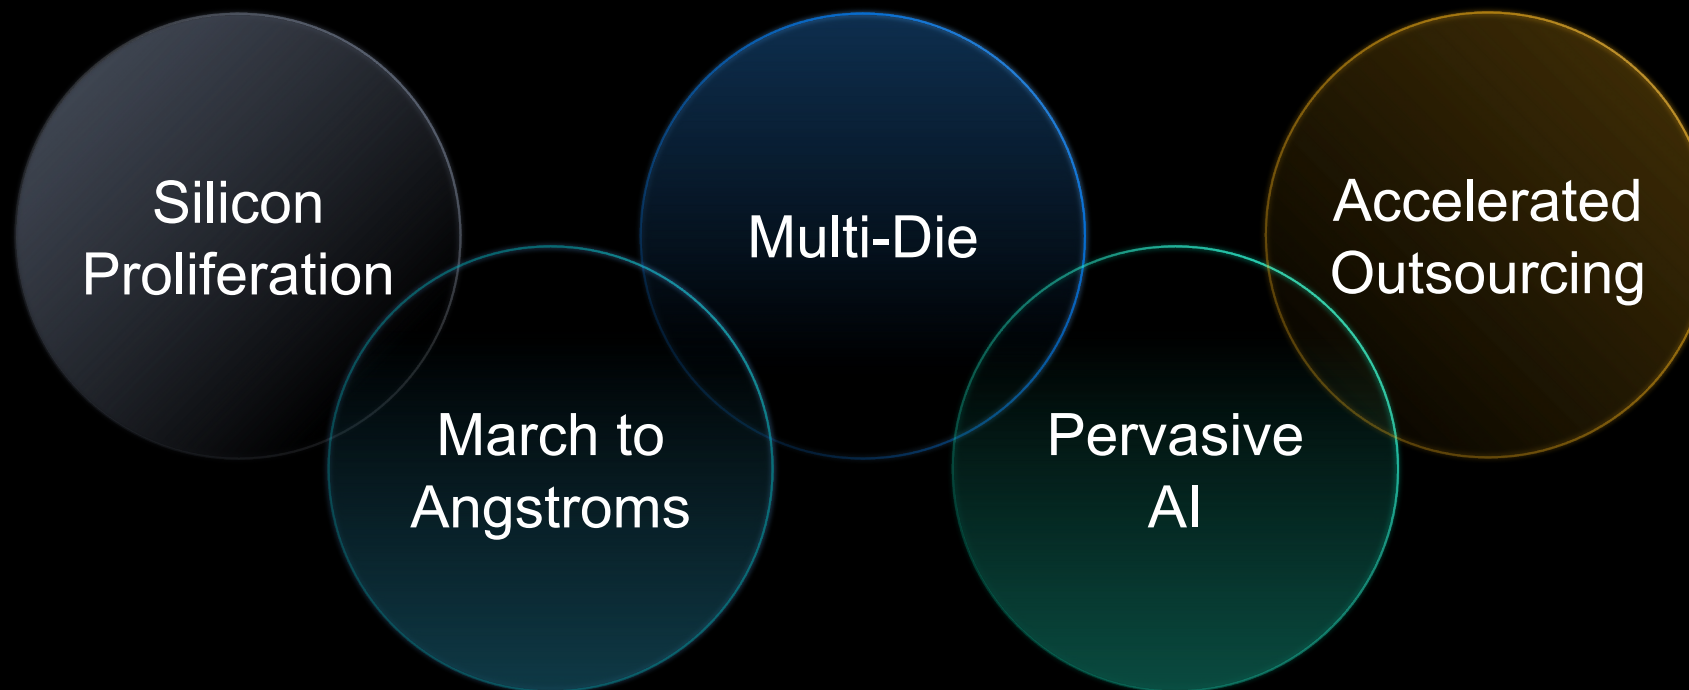 Silicon
Proliferation
March to
Angstroms
Multi-Die
Pervasive
AI
Accelerated
Outsourcing